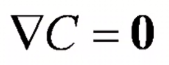 ∇C = 0